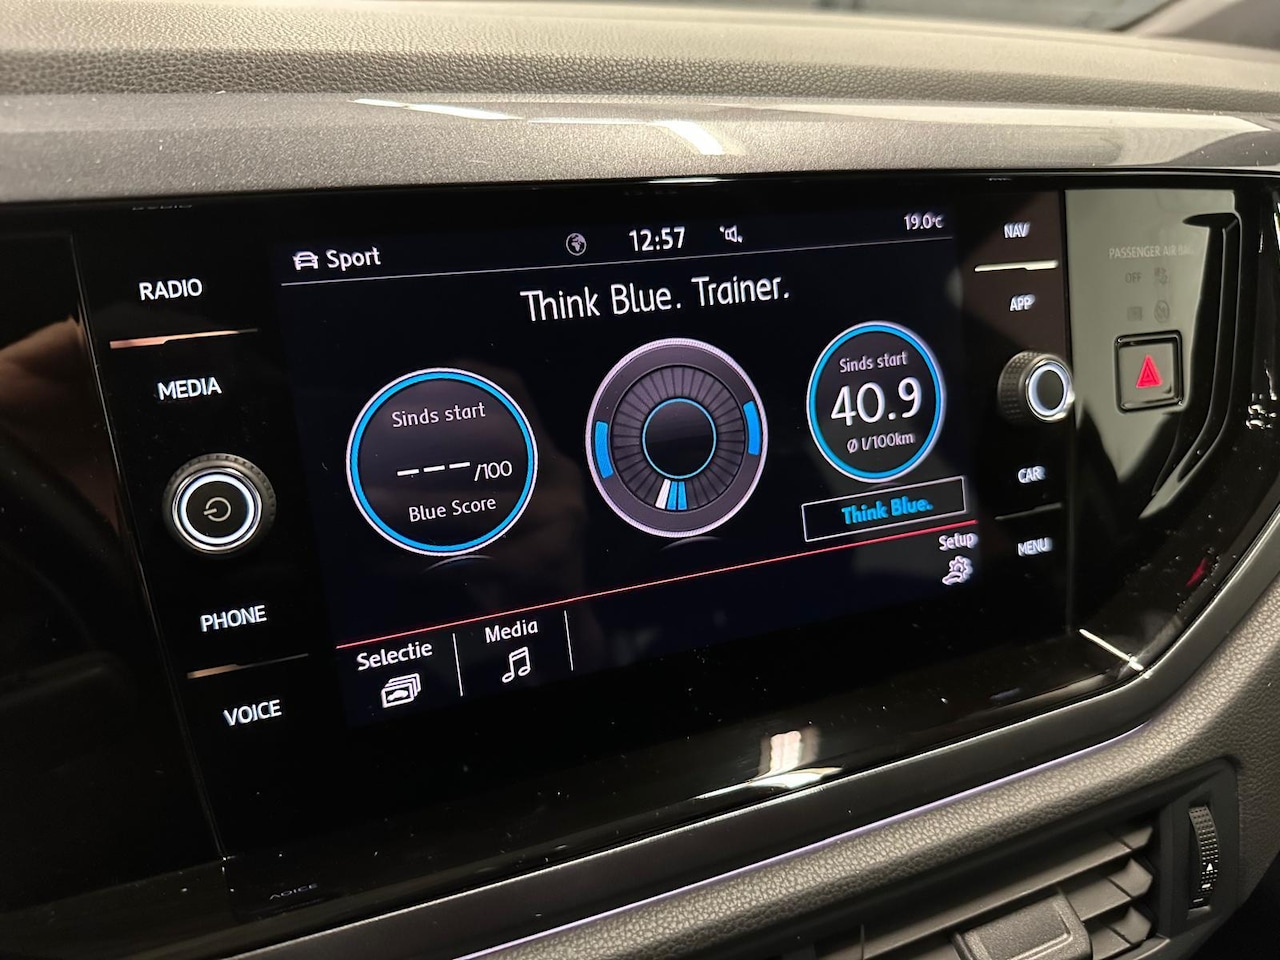 RADIO
MEDIA
PHONE
VOICE
Sport
12:57
19.0°C
Think Blue. Trainer.
Sinds start
---/100
Blue Score
Sinds start
40.9
Ø l/100km
Think Blue.
Setup
Selectie
Media
NAV
APP
CAR
MENU
PASSENGER AIR BAG
OFF